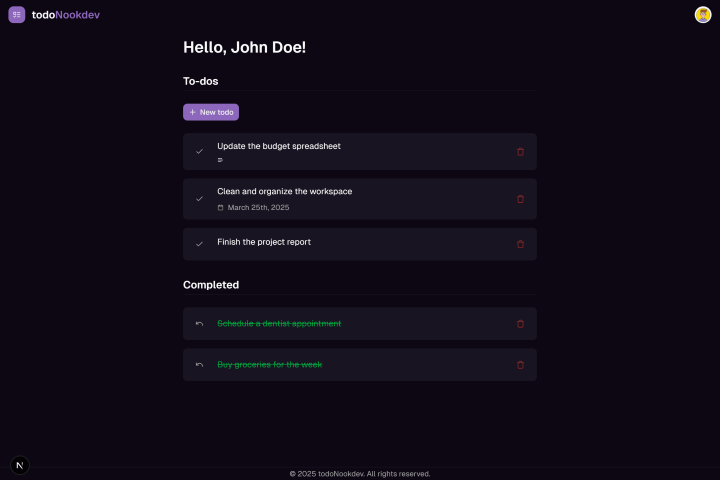 todoNookdev
Hello, John Doe!
To-dos
New todo
Update the budget spreadsheet
Clean and organize the workspace
March 25th, 2025
Finish the project report
Completed
Schedule a dentist appointment
Buy groceries for the week
N
© 2025 todoNookdev. All rights reserved.